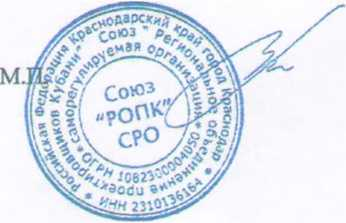 М.П.
Российская Федерация Краснодарский край город Краснодар
Союз "Региональное объединение проектировщиков Кубани"
саморегулируемая организация
ОГРН 1082300004050
ИНН 2310136164
Союз
"РОПК"
СРО